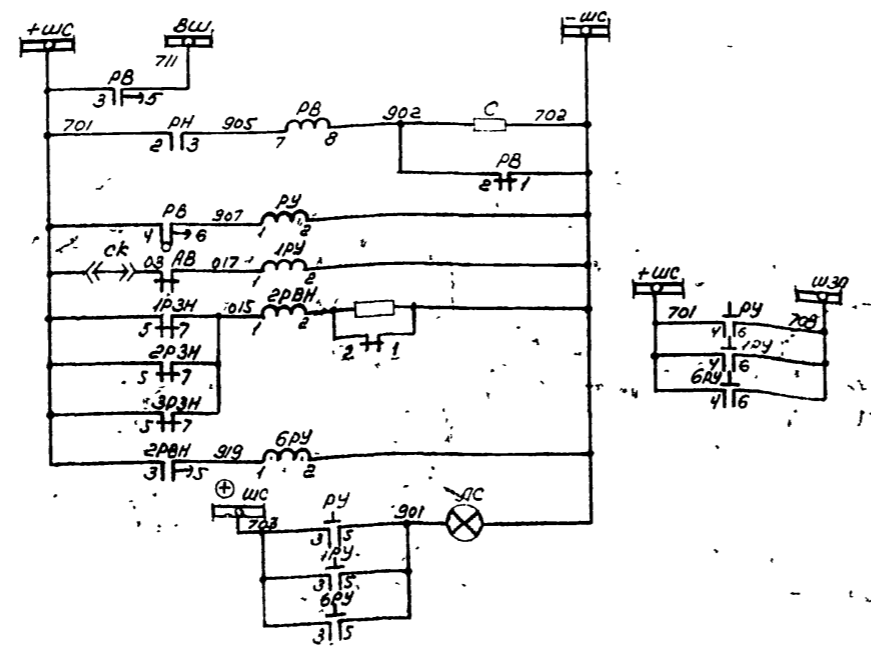 +ШС ВШ. -ШС
711
РВ
3 5
701 РН 905 РВ 902 С 702
2 3 7 8
РВ
2 1
РВ 907 РУ
4 6 1 2
СК 03 АВ 017 1РУ
1 2
1РЗН 015 2РВН
5 7 1 2
2 1
2РЗН
5 7
3РЗН
5 7
2РВН 919 6РУ
3 5 1 2
+ШС ШЗП
701 РУ 708
4 6
1РУ
4 6
6РУ
4 6
+ ШС
703 РУ 901 ЛС
3 5
1РУ
3 5
6РУ
3 5